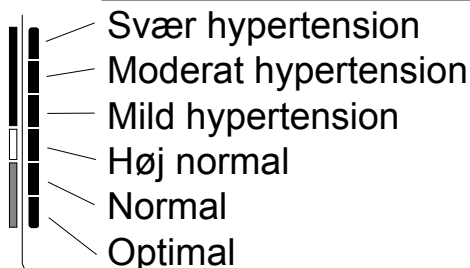 Svær hypertension
Moderat hypertension
Mild hypertension
Høj normal
Normal
Optimal